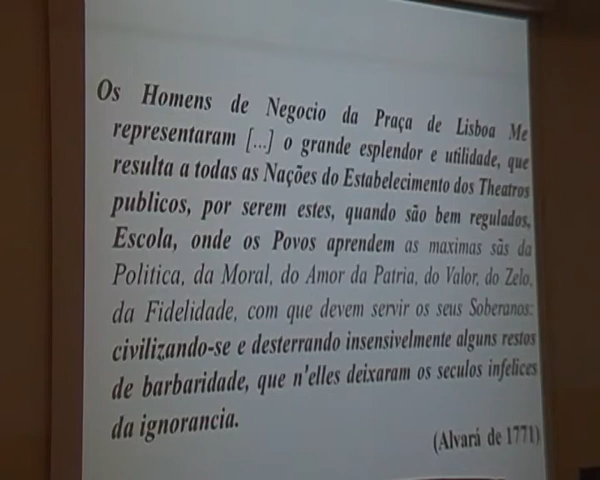 Os Homens de Negocio da Praça de Lisboa Me
representaram [...] o grande esplendor e utilidade, que
resulta a todas as Nações do Estabelecimento dos Theatros
publicos, por serem estes, quando são bem regulados,
Escola, onde os Povos aprendem as maximas sãs da
Politica, da Moral, do Amor da Patria, do Valor, do Zelo,
da Fidelidade, com que devem servir os seus Soberanos:
civilizando-se e desterrando insensivelmente alguns restos
de barbaridade, que n'elles deixaram os seculos infelices
da ignorancia.
(Alvará de 1771)